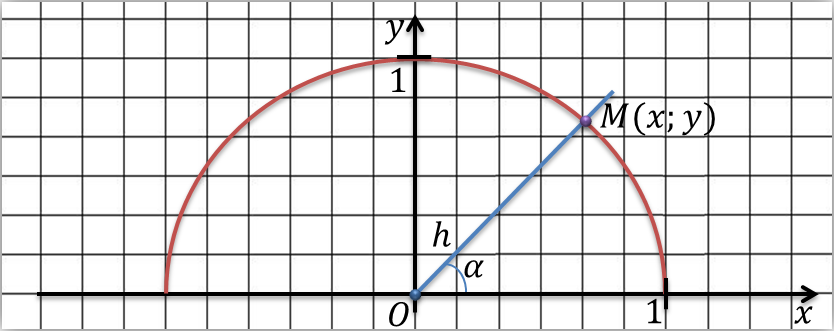 y
1
M(x; y)
h
α
O
1
x